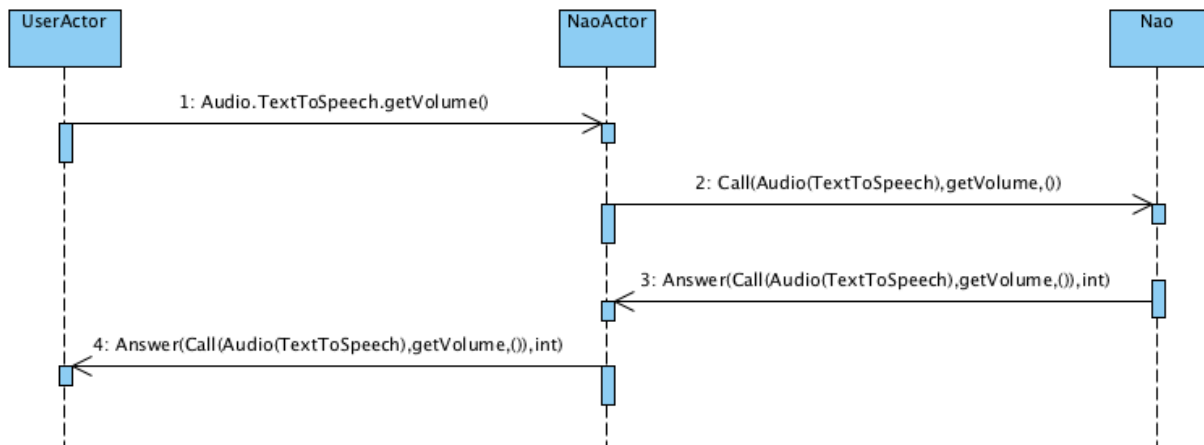 UserActor
NaoActor
Nao
1: Audio.TextToSpeech.getVolume()
2: Call(Audio(TextToSpeech),getVolume,())
3: Answer(Call(Audio(TextToSpeech),getVolume,()),int)
4: Answer(Call(Audio(TextToSpeech),getVolume,()),int)